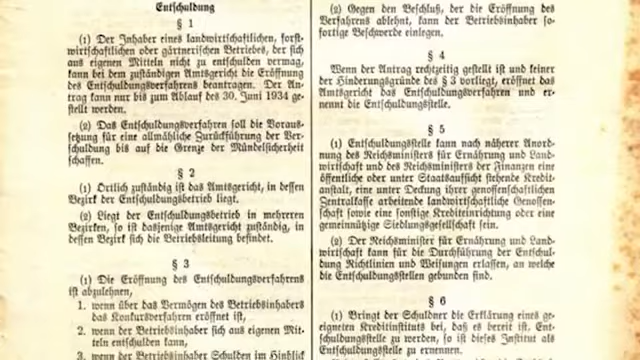 Entschuldung
§ 1
(1) Der Inhaber eines landwirtschaftlichen, forst-
wirtschaftlichen oder gärtnerischen Betriebes, der sich
aus eigenen Mitteln nicht zu entschulden vermag,
kann bei dem zuständigen Amtsgericht die Eröffnung
des Entschuldungsverfahrens beantragen. Der An-
trag kann nur bis zum Ablauf des 30. Juni 1934 ge-
stellt werden.
(2) Das Entschuldungsverfahren soll die Voraus-
setzung für eine allmähliche Zurückführung der Ver-
schuldung bis auf die Grenze der Mündelsicherheit
schaffen.
§ 2
(1) Örtlich zuständig ist das Amtsgericht, in dessen
Bezirk der Entschuldungsbetrieb liegt.
(2) Liegt der Entschuldungsbetrieb in mehreren
Bezirken, so ist dasjenige Amtsgericht zuständig, in
dessen Bezirk sich die Betriebsleitung befindet.
§ 3
(1) Die Eröffnung des Entschuldungsverfahrens
ist abzulehnen,
1. wenn über das Vermögen des Betriebsinhabers
das Konkursverfahren eröffnet ist,
2. wenn der Betriebsinhaber sich aus eigenen Mit-
teln entschulden kann,
3. wenn der Betriebsinhaber Schulden im Hinblick
(2) Gegen den Beschluß, der die Eröffnung des
Verfahrens ablehnt, kann der Betriebsinhaber so-
fortige Beschwerde einlegen.
§ 4
Wenn der Antrag rechtzeitig gestellt ist und keiner
der Hinderungsgründe des § 3 vorliegt, eröffnet das
Amtsgericht das Entschuldungsverfahren und er-
nennt die Entschuldungsstelle.
§ 5
(1) Entschuldungsstelle kann nach näherer Anord-
nung des Reichsministers für Ernährung und Land-
wirtschaft und des Reichsministers der Finanzen eine
öffentliche oder unter Staatsaufsicht stehende Kredit-
anstalt, eine unter Deckung ihrer genossenschaftlichen
Zentralkasse arbeitende landwirtschaftliche Genossen-
schaft sowie eine sonstige Krediteinrichtung oder eine
gemeinnützige Siedlungsgesellschaft sein.
(2) Der Reichsminister für Ernährung und Land-
wirtschaft kann für die Durchführung der Entschul-
dung Richtlinien und Weisungen erlassen, an welche
die Entschuldungsstellen gebunden sind.
§ 6
(1) Bringt der Schuldner die Erklärung eines ge-
eigneten Kreditinstituts bei, daß es bereit ist, Ent-
schuldungsstelle zu werden, so ist dieses Institut als
Entschuldungsstelle zu ernennen.